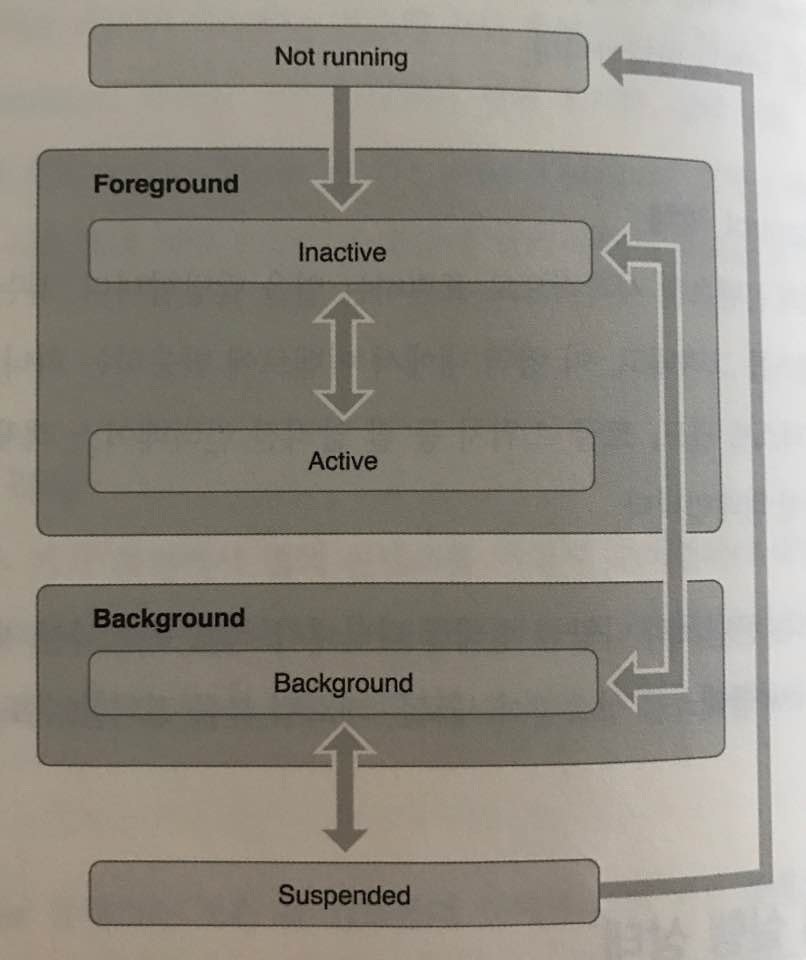 Not running
Foreground
Inactive
Active
Background
Background
Suspended